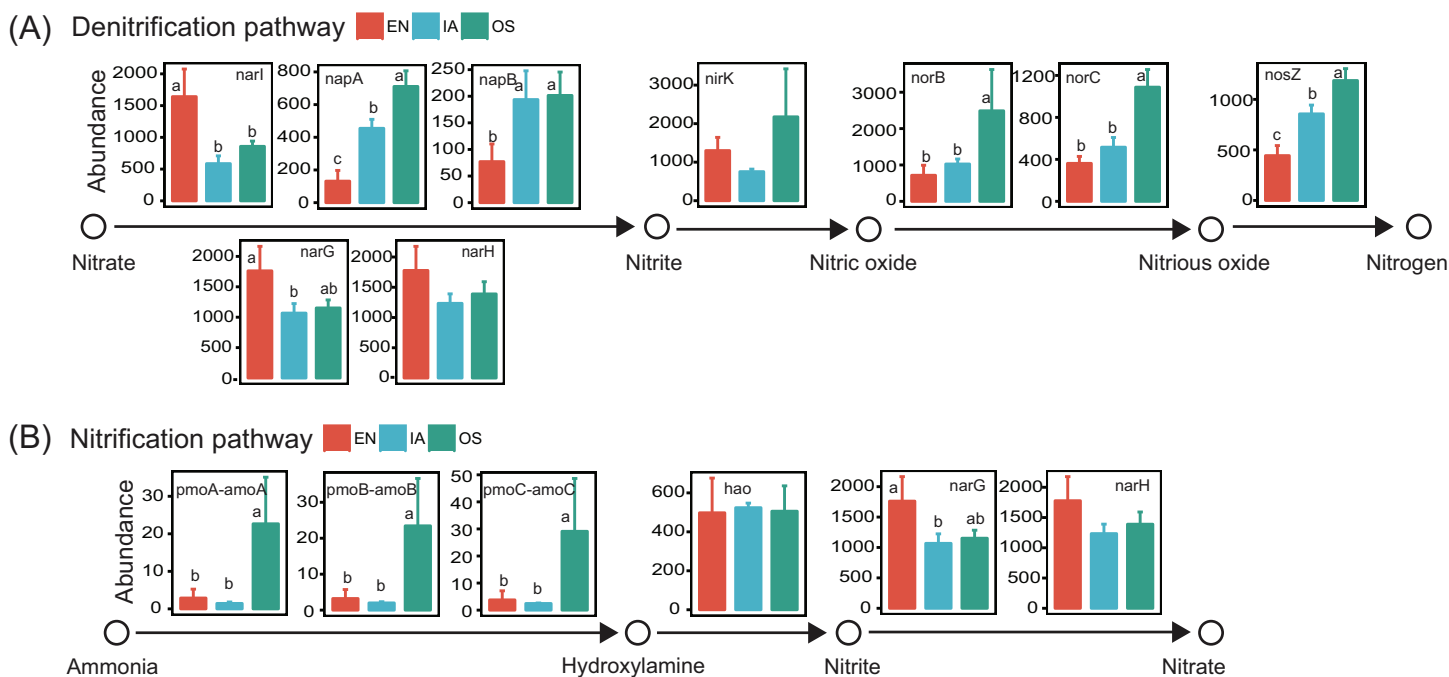 (A) Denitrification pathway EN IA OS
Abundance
narI
2000
1500
1000
500
0
a b b
napA
800
600
400
200
0
c b a
napB
250
200
150
100
50
0
b a a
nirK
3000
2000
1000
0
norB
3000
2000
1000
0
b b a
norC
1200
800
400
0
b b a
nosZ
1000
500
0
c b a
Nitrate Nitrite Nitric oxide Nitrious oxide Nitrogen
narG
2000
1500
1000
500
0
a b ab
narH
2000
1500
1000
500
0
(B) Nitrification pathway EN IA OS
Abundance
pmoA-amoA
30
20
10
0
b b a
pmoB-amoB
30
20
10
0
b b a
pmoC-amoC
50
40
30
20
10
0
b b a
hao
600
400
200
0
narG
2000
1500
1000
500
0
a b ab
narH
2000
1500
1000
500
0
Ammonia Hydroxylamine Nitrite Nitrate